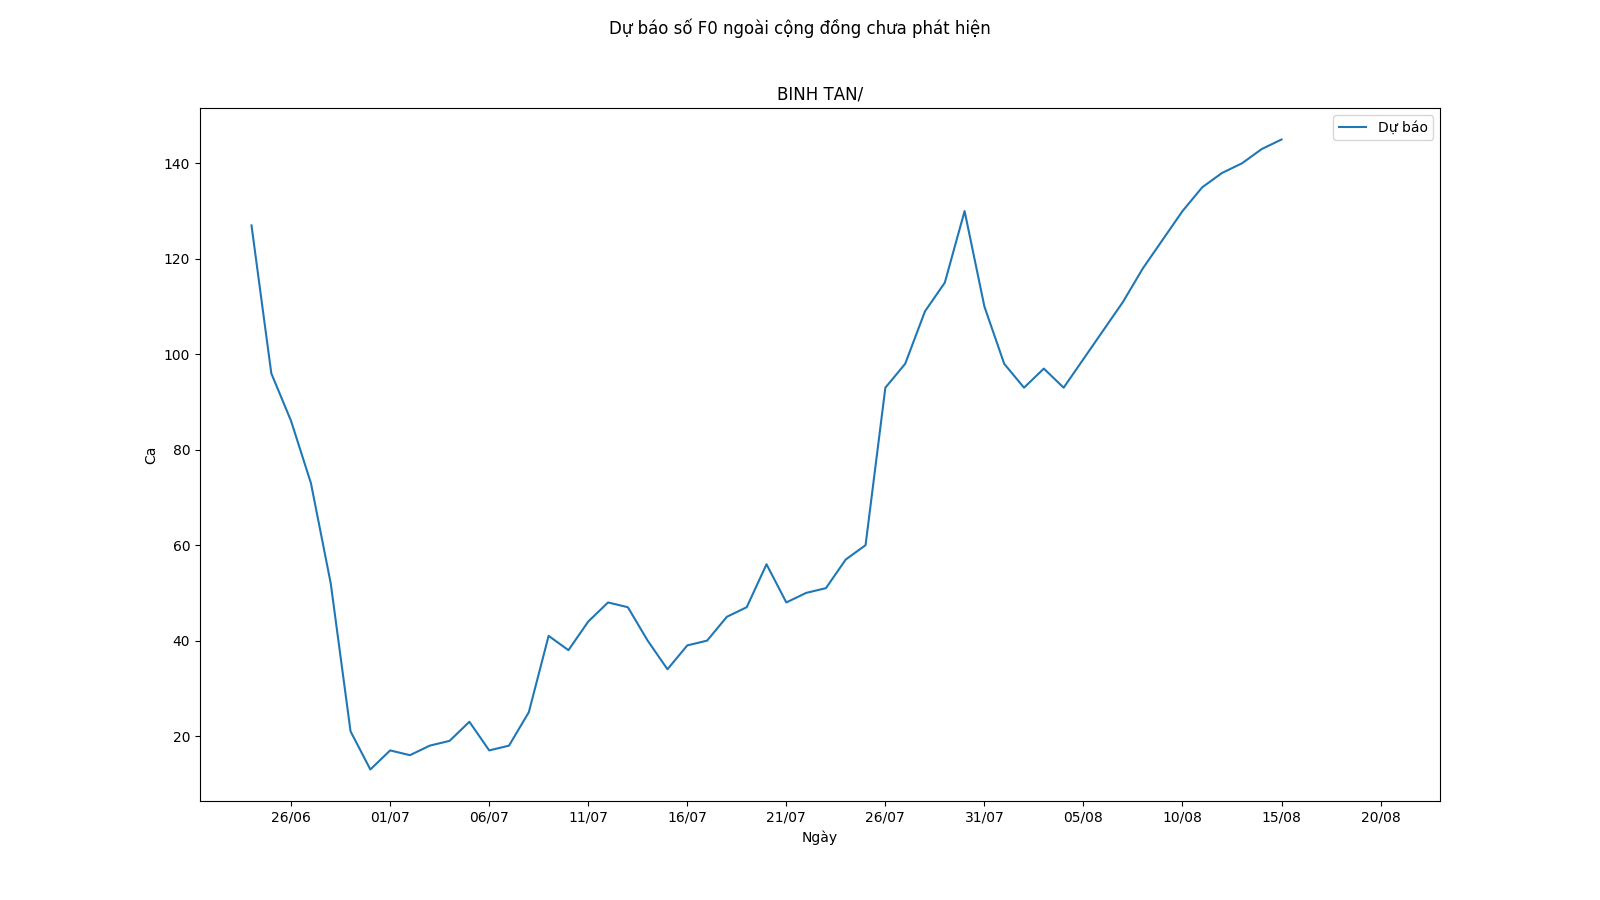 Dự báo số F0 ngoài cộng đồng chưa phát hiện
BINH TAN/
Dự báo
140
120
100
80
60
40
20
Ca
26/06 01/07 06/07 11/07 16/07 21/07 26/07 31/07 05/08 10/08 15/08 20/08
Ngày